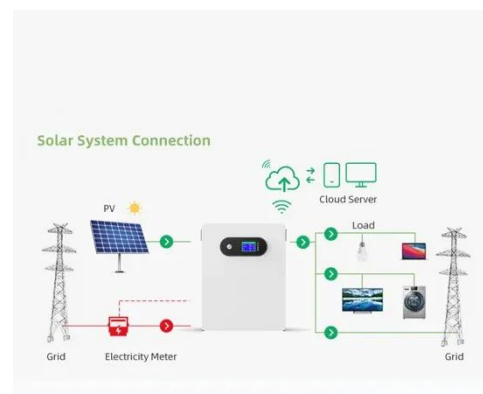 Solar System Connection
Cloud Server
PV
Load
Grid
Electricity Meter
Grid